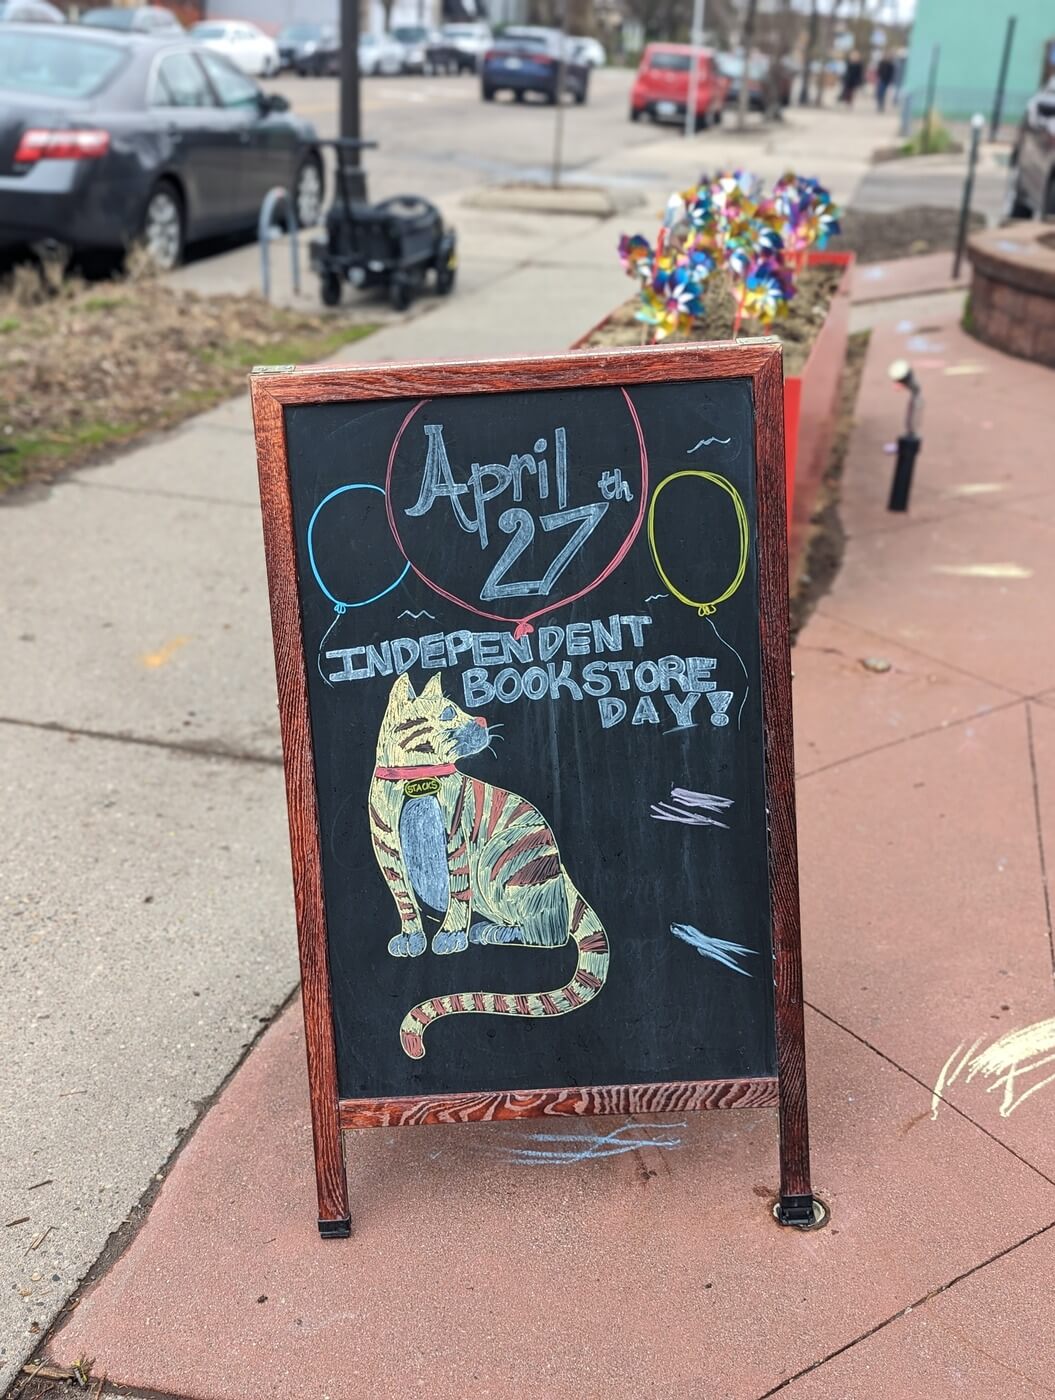 April
27th
INDEPENDENT
BOOKSTORE
DAY!
STACKS